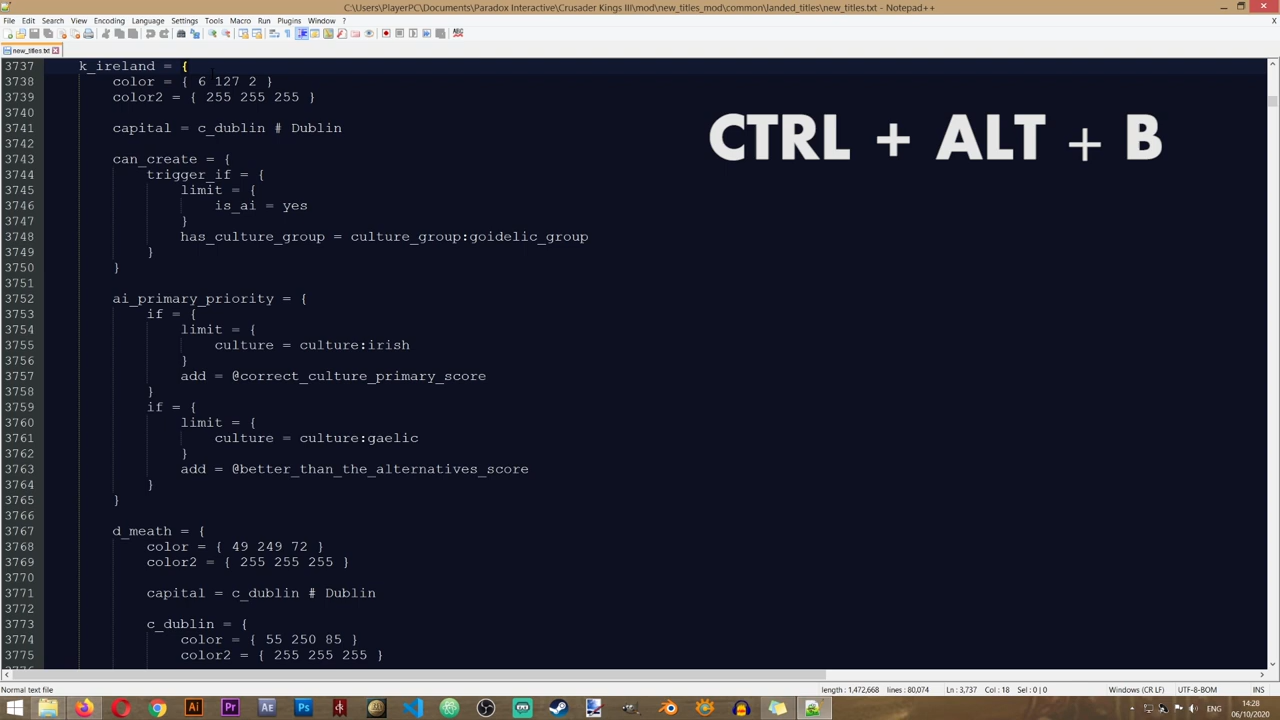 C:\Users\PlayerPC\Documents\Paradox Interactive\Crusader Kings III\mod\new_titles_mod\common\landed_titles\new_titles.txt - Notepad++
File Edit Search View Encoding Language Settings Tools Macro Run Plugins Window ? X
new_titles.txt
3737 k_ireland = {
3738 color = { 6 127 2 }
3739 color2 = { 255 255 255 }
3740
3741 capital = c_dublin # Dublin
3742
3743 can_create = {
3744 trigger_if = {
3745 limit = {
3746 is_ai = yes
3747 }
3748 has_culture_group = culture_group:goidelic_group
3749 }
3750 }
3751
3752 ai_primary_priority = {
3753 if = {
3754 limit = {
3755 culture = culture:irish
3756 }
3757 add = @correct_culture_primary_score
3758 }
3759 if = {
3760 limit = {
3761 culture = culture:gaelic
3762 }
3763 add = @better_than_the_alternatives_score
3764 }
3765 }
3766
3767 d_meath = {
3768 color = { 49 249 72 }
3769 color2 = { 255 255 255 }
3770
3771 capital = c_dublin # Dublin
3772
3773 c_dublin = {
3774 color = { 55 250 85 }
3775 color2 = { 255 255 255 }
CTRL + ALT + B
Normal text file length : 1,472,668 lines : 80,074 Ln : 3,737 Col : 18 Sel : 0 | 0 Windows (CR LF) UTF-8-BOM INS
Ai Pr Ae Ps
ENG
14:28
06/10/2020